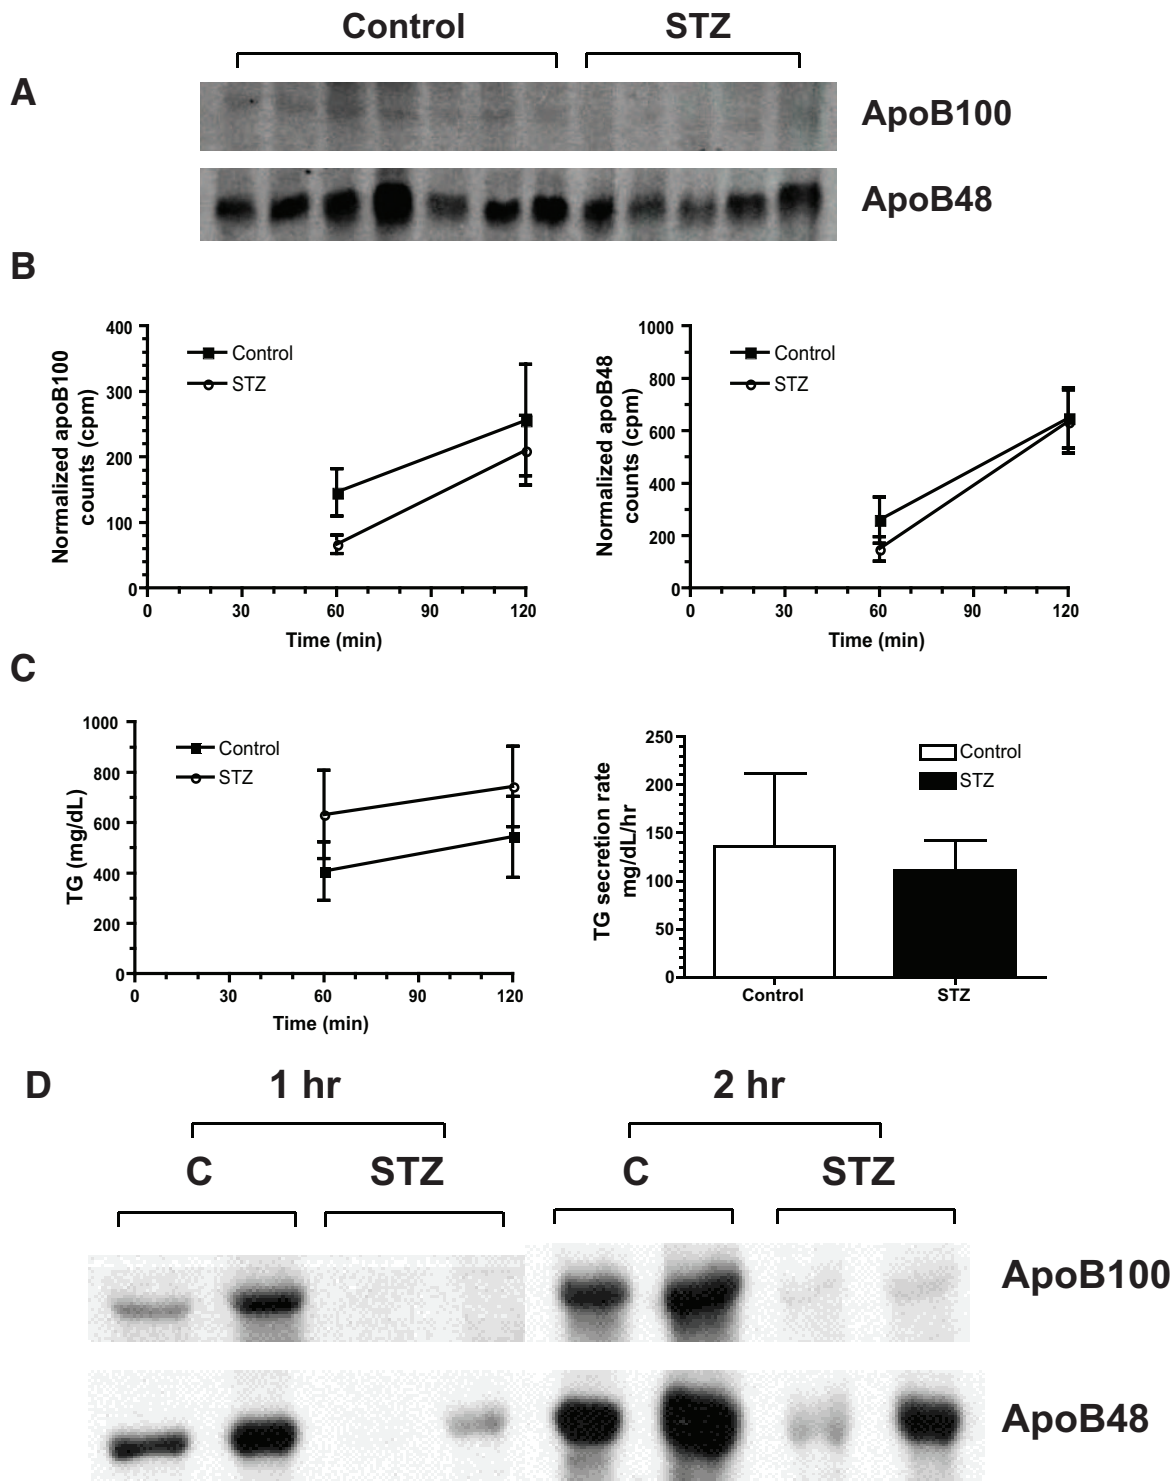 Control STZ
A
ApoB100
ApoB48
B
Normalized apoB100
counts (cpm)
400
300
200
100
0
Control
STZ
0 30 60 90 120
Time (min)
Normalized apoB48
counts (cpm)
1000
800
600
400
200
0
Control
STZ
0 30 60 90 120
Time (min)
C
TG (mg/dL)
1000
800
600
400
200
0
Control
STZ
0 30 60 90 120
Time (min)
TG secretion rate
mg/dL/hr
250
200
150
100
50
0
Control
STZ
Control STZ
D
1 hr 2 hr
C STZ C STZ
ApoB100
ApoB48